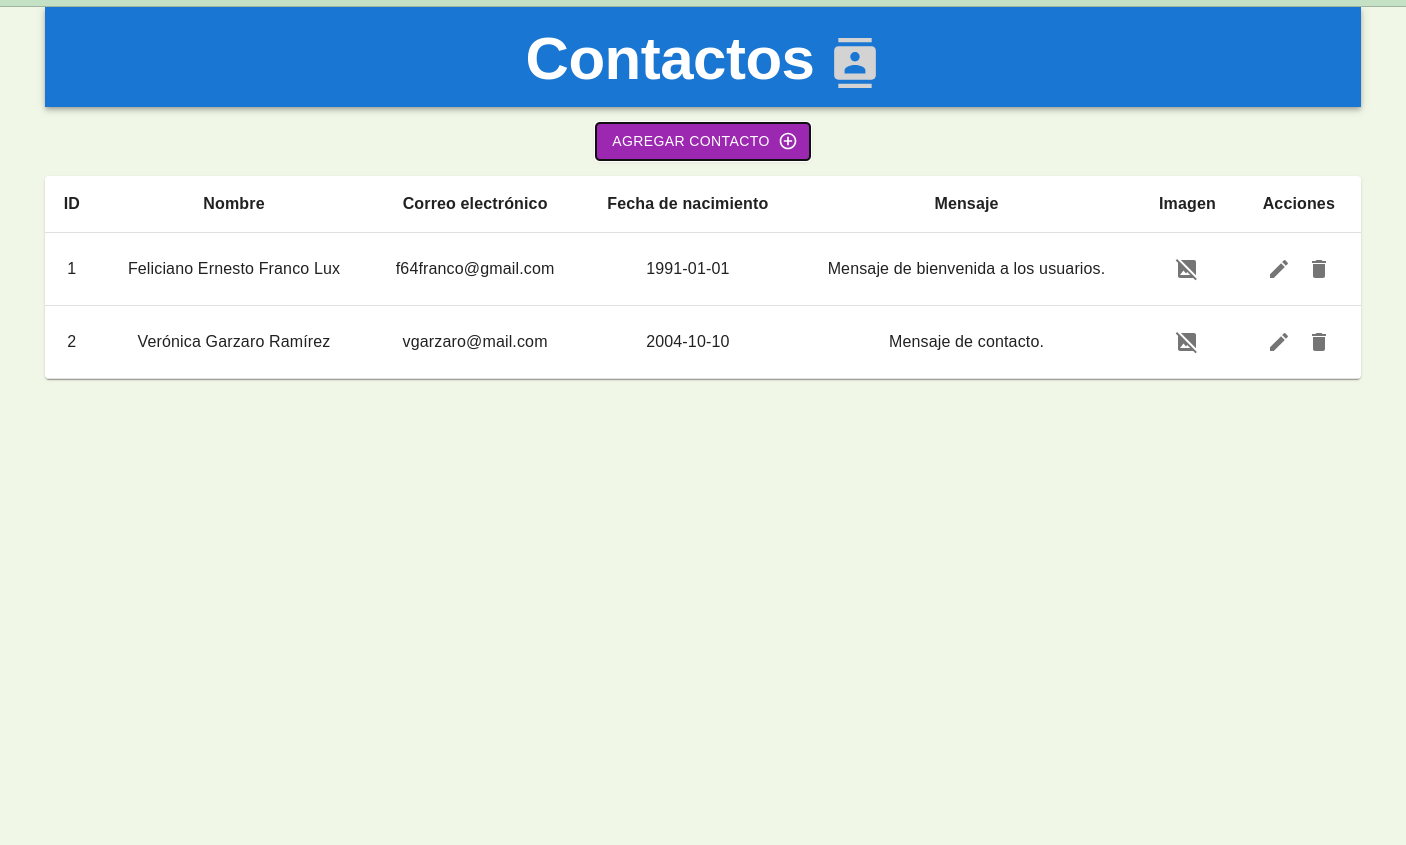 Contactos
AGREGAR CONTACTO
ID Nombre Correo electrónico Fecha de nacimiento Mensaje Imagen Acciones
1 Feliciano Ernesto Franco Lux f64franco@gmail.com 1991-01-01 Mensaje de bienvenida a los usuarios.
2 Verónica Garzaro Ramírez vgarzaro@mail.com 2004-10-10 Mensaje de contacto.